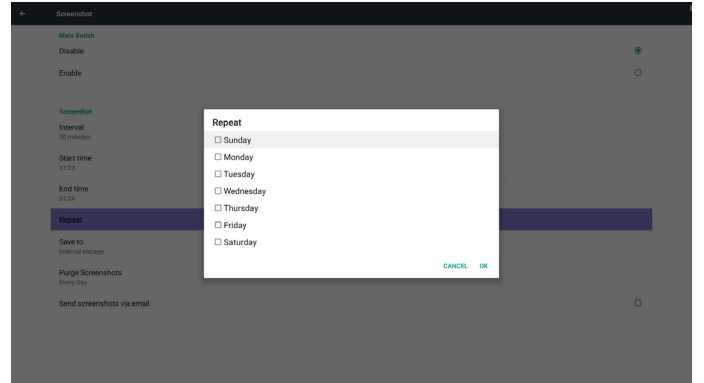 Screenshot
Main Switch
Disable
Enable
Screenshot
Interval
30 minutes
Start time
01:23
End time
01:24
Repeat
Save to
Internal storage
Purge Screenshots
Every Day
Send screenshots via email
Repeat
Sunday
Monday
Tuesday
Wednesday
Thursday
Friday
Saturday
CANCEL OK